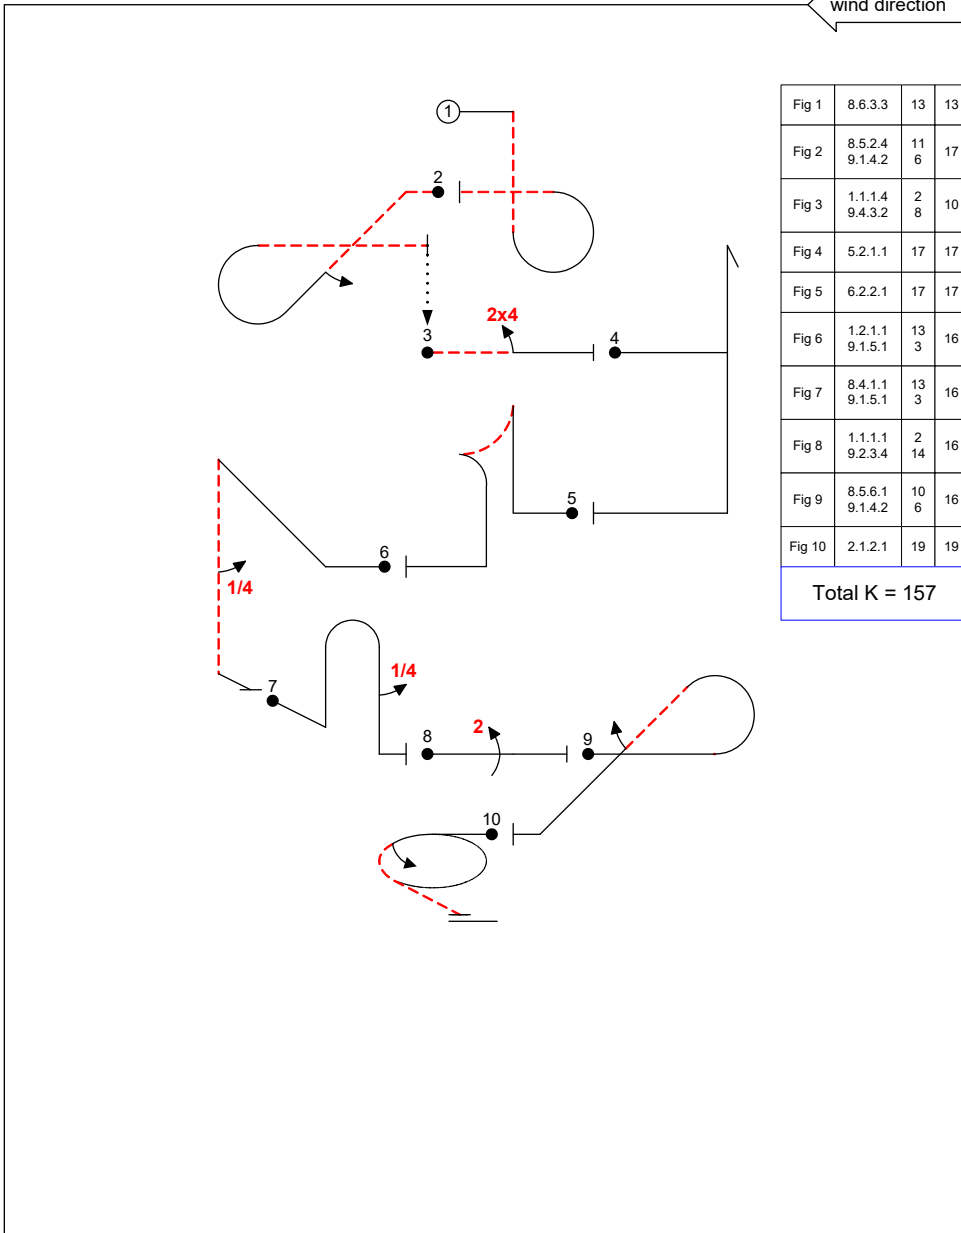 wind direction
1
2
2x4
3
4
5
6
1/4
7
1/4
8
2
9
10
Fig 1 8.6.3.3 13 13
Fig 2 8.5.2.4 11 17
9.1.4.2 6
Fig 3 1.1.1.4 2 10
9.4.3.2 8
Fig 4 5.2.1.1 17 17
Fig 5 6.2.2.1 17 17
Fig 6 1.2.1.1 13 16
9.1.5.1 3
Fig 7 8.4.1.1 13 16
9.1.5.1 3
Fig 8 1.1.1.1 2 16
9.2.3.4 14
Fig 9 8.5.6.1 10 16
9.1.4.2 6
Fig 10 2.1.2.1 19 19
Total K = 157